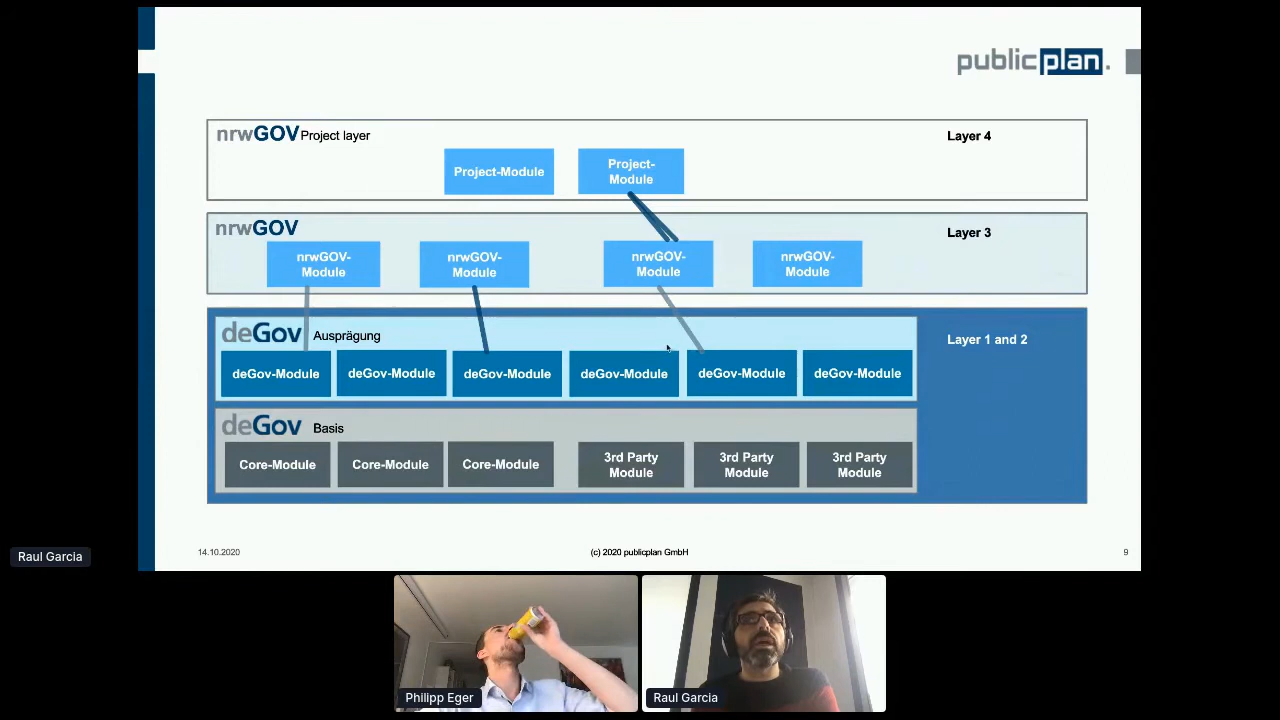 publicplan.
nrwGOV Project layer
Layer 4
Project-Module
Project-
Module
nrwGOV
Layer 3
nrwGOV-
Module
nrwGOV-
Module
nrwGOV-
Module
nrwGOV-
Module
deGov Ausprägung
Layer 1 and 2
deGov-Module
deGov-Module
deGov-Module
deGov-Module
deGov-Module
deGov-Module
deGov Basis
Core-Module
Core-Module
Core-Module
3rd Party
Module
3rd Party
Module
3rd Party
Module
14.10.2020
(c) 2020 publicplan GmbH
9
Raul Garcia
Philipp Eger
Raul Garcia